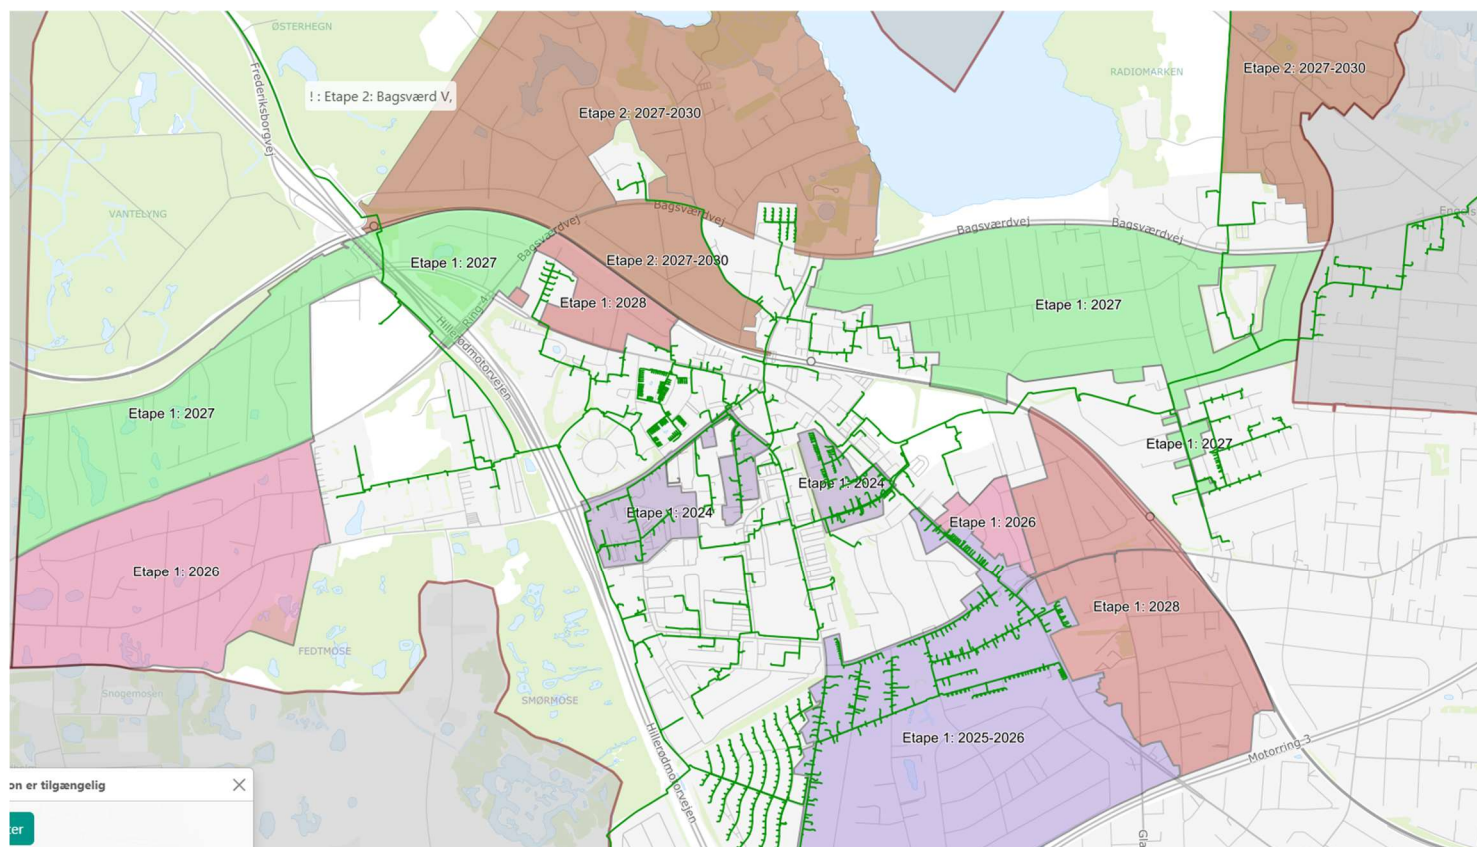 ØSTERHEGN
Frederiksborgvej
RADIOMARKEN
Etape 2: 2027-2030
! : Etape 2: Bagsværd V,
Etape 2: 2027-2030
VANTELYNG
Bagsværdvej
Bagsværdvej
Bagsværdvej
Bagsværdvej
Etape 1: 2027
Etape 2: 2027-2030
Etape 1: 2028
Ring 4
Hillerødmotorvejen
Etape 1: 2027
Etape 1: 2027
Etape 1: 2027
Etape 1: 2024
Etape 1: 2024
Etape 1: 2026
Etape 1: 2026
Etape 1: 2028
FEDTMOSE
Snogemosen
SMØRMOSE
Hillerødmotorvejen
Etape 1: 2025-2026
Motorring 3
on er tilgængelig
ter